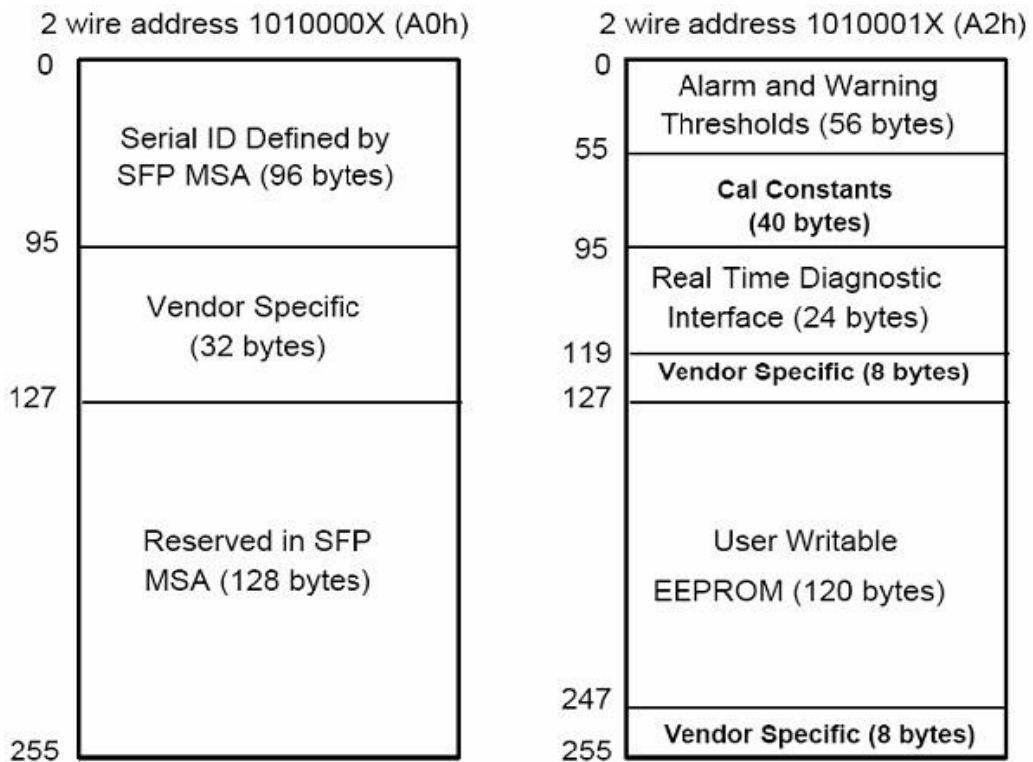 2 wire address 1010000X (A0h)
0
Serial ID Defined by
SFP MSA (96 bytes)
95
Vendor Specific
(32 bytes)
127
Reserved in SFP
MSA (128 bytes)
255
2 wire address 1010001X (A2h)
0
Alarm and Warning
Thresholds (56 bytes)
55
Cal Constants
(40 bytes)
95
Real Time Diagnostic
Interface (24 bytes)
119
Vendor Specific (8 bytes)
127
User Writable
EEPROM (120 bytes)
247
Vendor Specific (8 bytes)
255